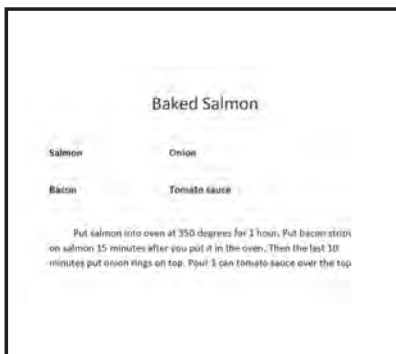 Baked Salmon
Salmon Onion
Bacon Tomato sauce
Put salmon into oven at 350 degrees for 1 hour. Put bacon strips
on salmon 15 minutes after you put it in the oven. Then the last 10
minutes put onion rings on top. Pour 1 can tomato sauce over the top